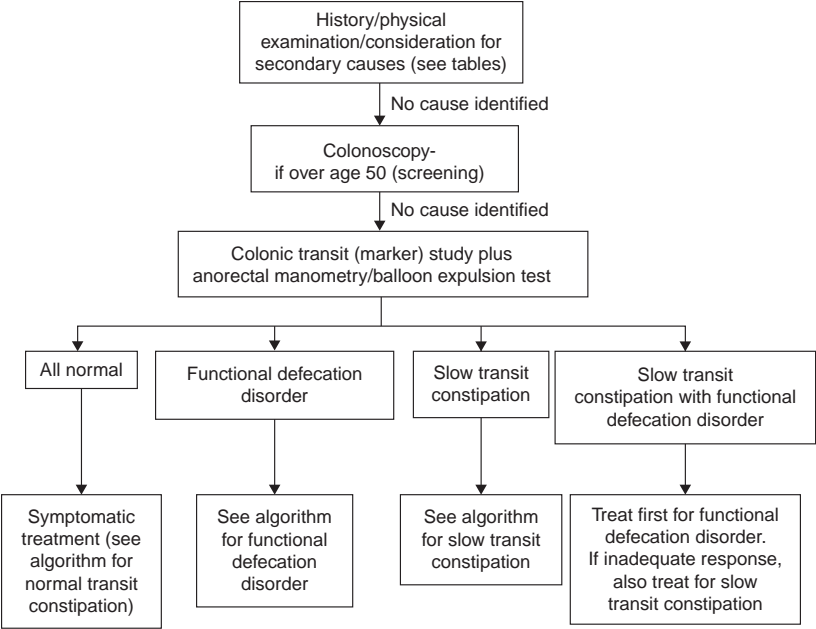 History/physical
examination/consideration for
secondary causes (see tables)
No cause identified
Colonoscopy-
if over age 50 (screening)
No cause identified
Colonic transit (marker) study plus
anorectal manometry/balloon expulsion test
All normal
Functional defecation
disorder
Slow transit
constipation
Slow transit
constipation with functional
defecation disorder
Symptomatic
treatment (see
algorithm for
normal transit
constipation)
See algorithm
for functional
defecation
disorder
See algorithm
for slow transit
constipation
Treat first for functional
defecation disorder.
If inadequate response,
also treat for slow
transit constipation